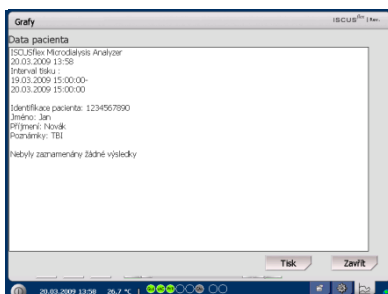 Grafy
ISCUSflex
Data pacienta
ISCUSflex Microdialysis Analyzer
20.03.2009 13:58
Interval tisku :
19.03.2009 15:00:00-
20.03.2009 15:00:00
Identifikace pacienta: 1234567890
Jméno: Jan
Příjmení: Novák
Poznámky: TBI
Nebyly zaznamenány žádné výsledky
Tisk
Zavřít
20.03.2009 13:58
26.7 °C